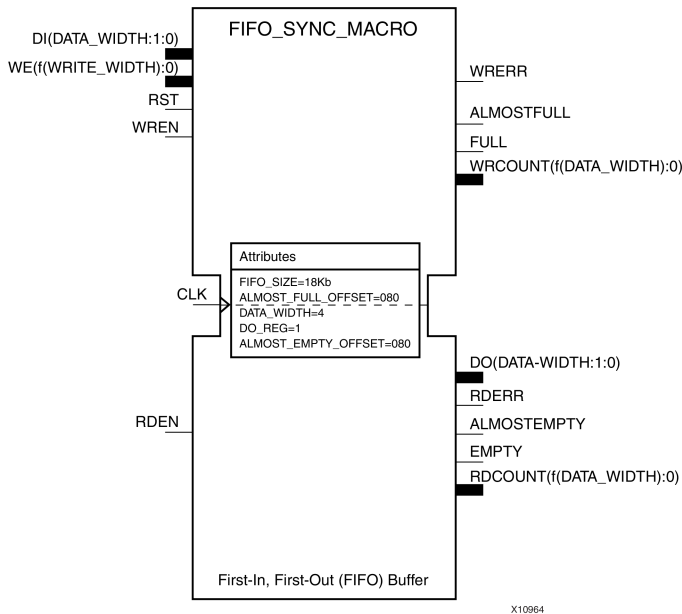 FIFO_SYNC_MACRO
DI(DATA_WIDTH:1:0)
WE(f(WRITE_WIDTH):0)
RST
WREN
WRERR
ALMOSTFULL
FULL
WRCOUNT(f(DATA_WIDTH):0)
Attributes
FIFO_SIZE=18Kb
ALMOST_FULL_OFFSET=080
DATA_WIDTH=4
DO_REG=1
ALMOST_EMPTY_OFFSET=080
CLK
RDEN
DO(DATA-WIDTH:1:0)
RDERR
ALMOSTEMPTY
EMPTY
RDCOUNT(f(DATA_WIDTH):0)
First-In, First-Out (FIFO) Buffer
X10964